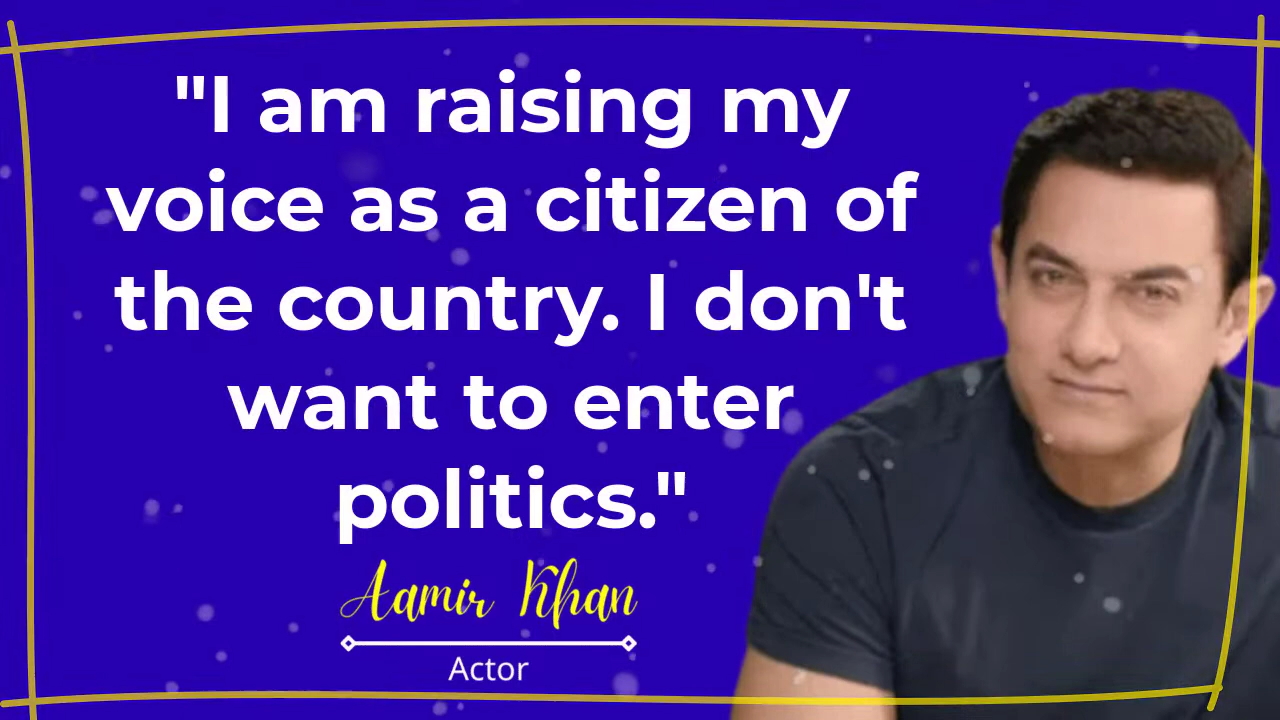 "I am raising my
voice as a citizen of
the country. I don't
want to enter
politics."
Aamir Khan
Actor